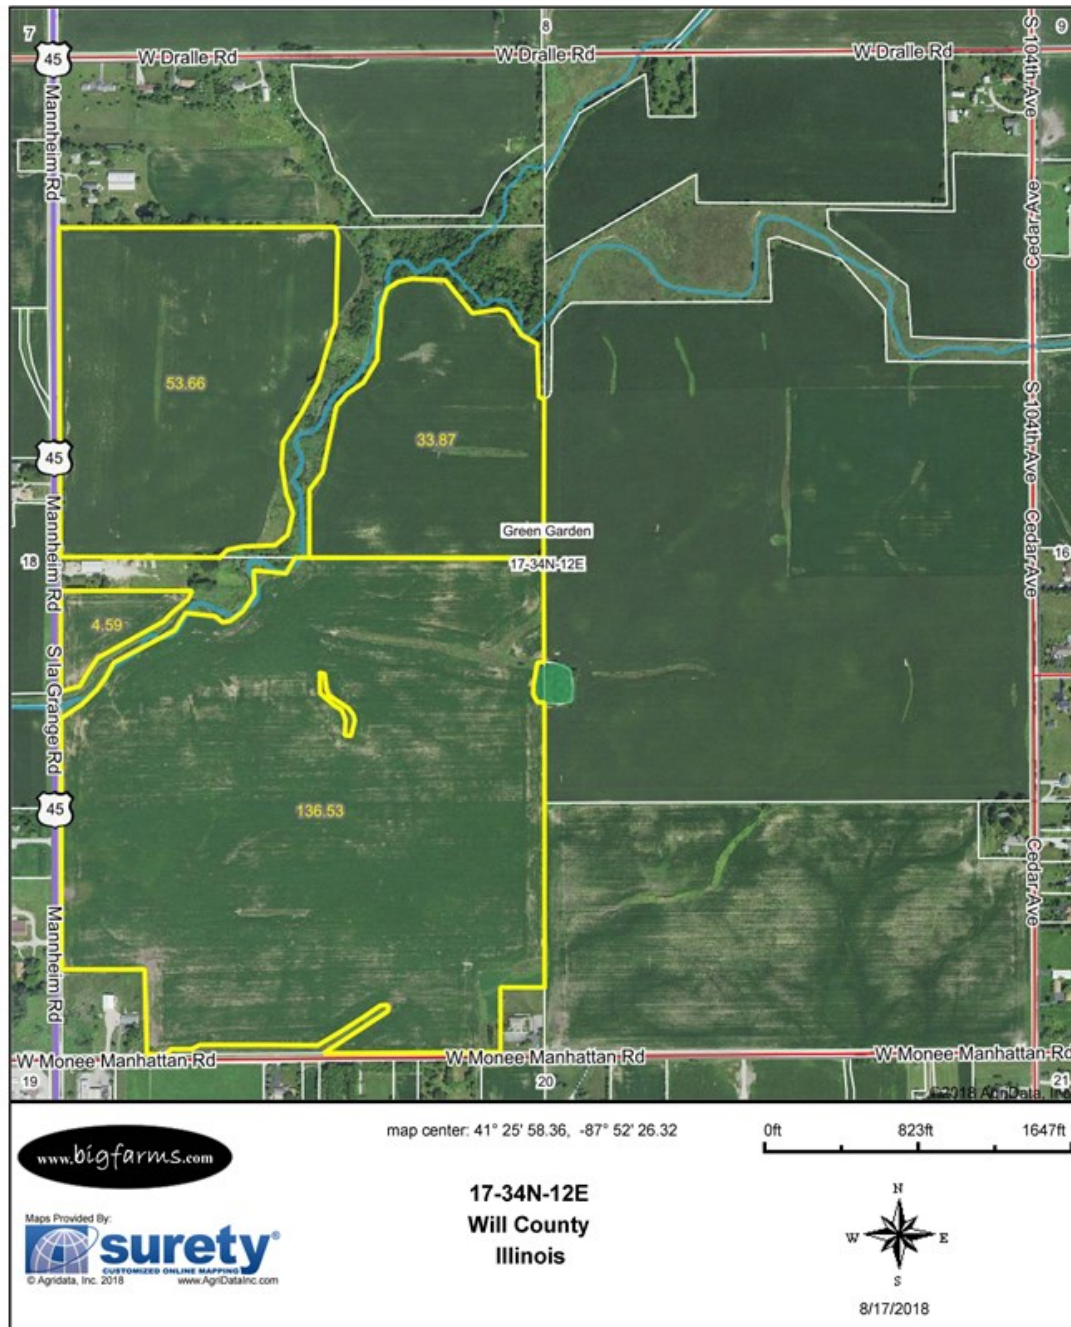 7
8
9
45
W Dralle Rd
W Dralle Rd
W Dralle Rd
S 104th Ave
Mannheim Rd
Cedar Ave
53.66
33.87
S 104th Ave
45
Mannheim Rd
Green Garden
17-34N-12E
Cedar Ave
18
16
4.59
S la Grange Rd
136.53
45
Cedar Ave
Mannheim Rd
W Monee Manhattan Rd
W Monee Manhattan Rd
W Monee Manhattan Rd
19
20
21
©2018 AgriData, Inc
map center: 41° 25' 58.36, -87° 52' 26.32
0ft 823ft 1647ft
www.bigfarms.com
17-34N-12E
Will County
Illinois
N
W E
S
Maps Provided By:
surety®
CUSTOMIZED ONLINE MAPPING
© Agridata, Inc. 2018 www.AgriDataInc.com
8/17/2018